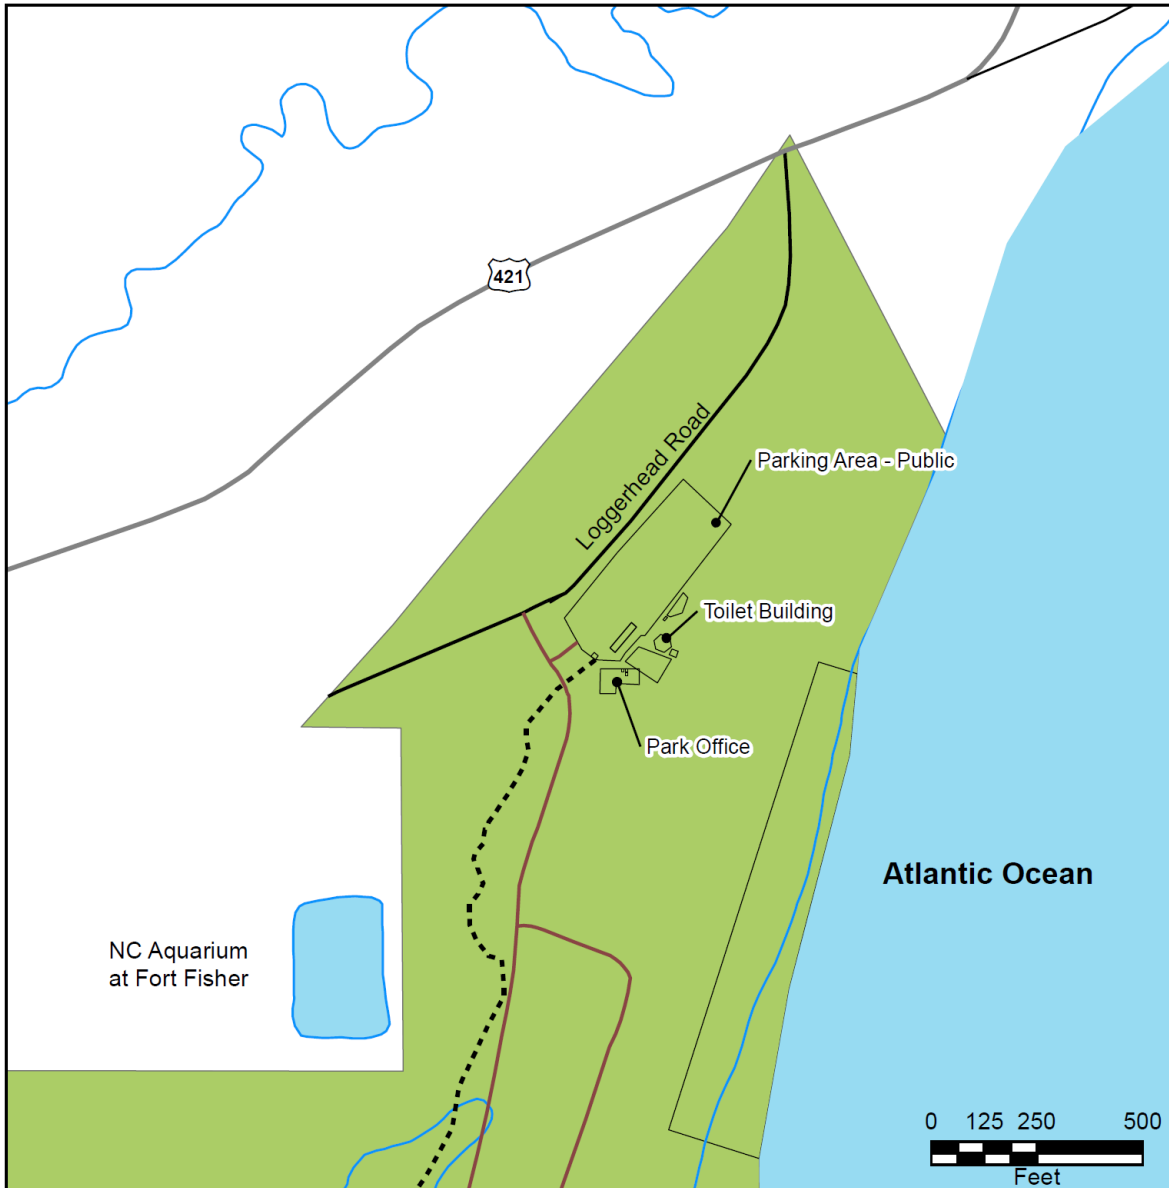 421
Loggerhead Road
Parking Area - Public
Toilet Building
Park Office
Atlantic Ocean
NC Aquarium
at Fort Fisher
0 125 250 500
Feet